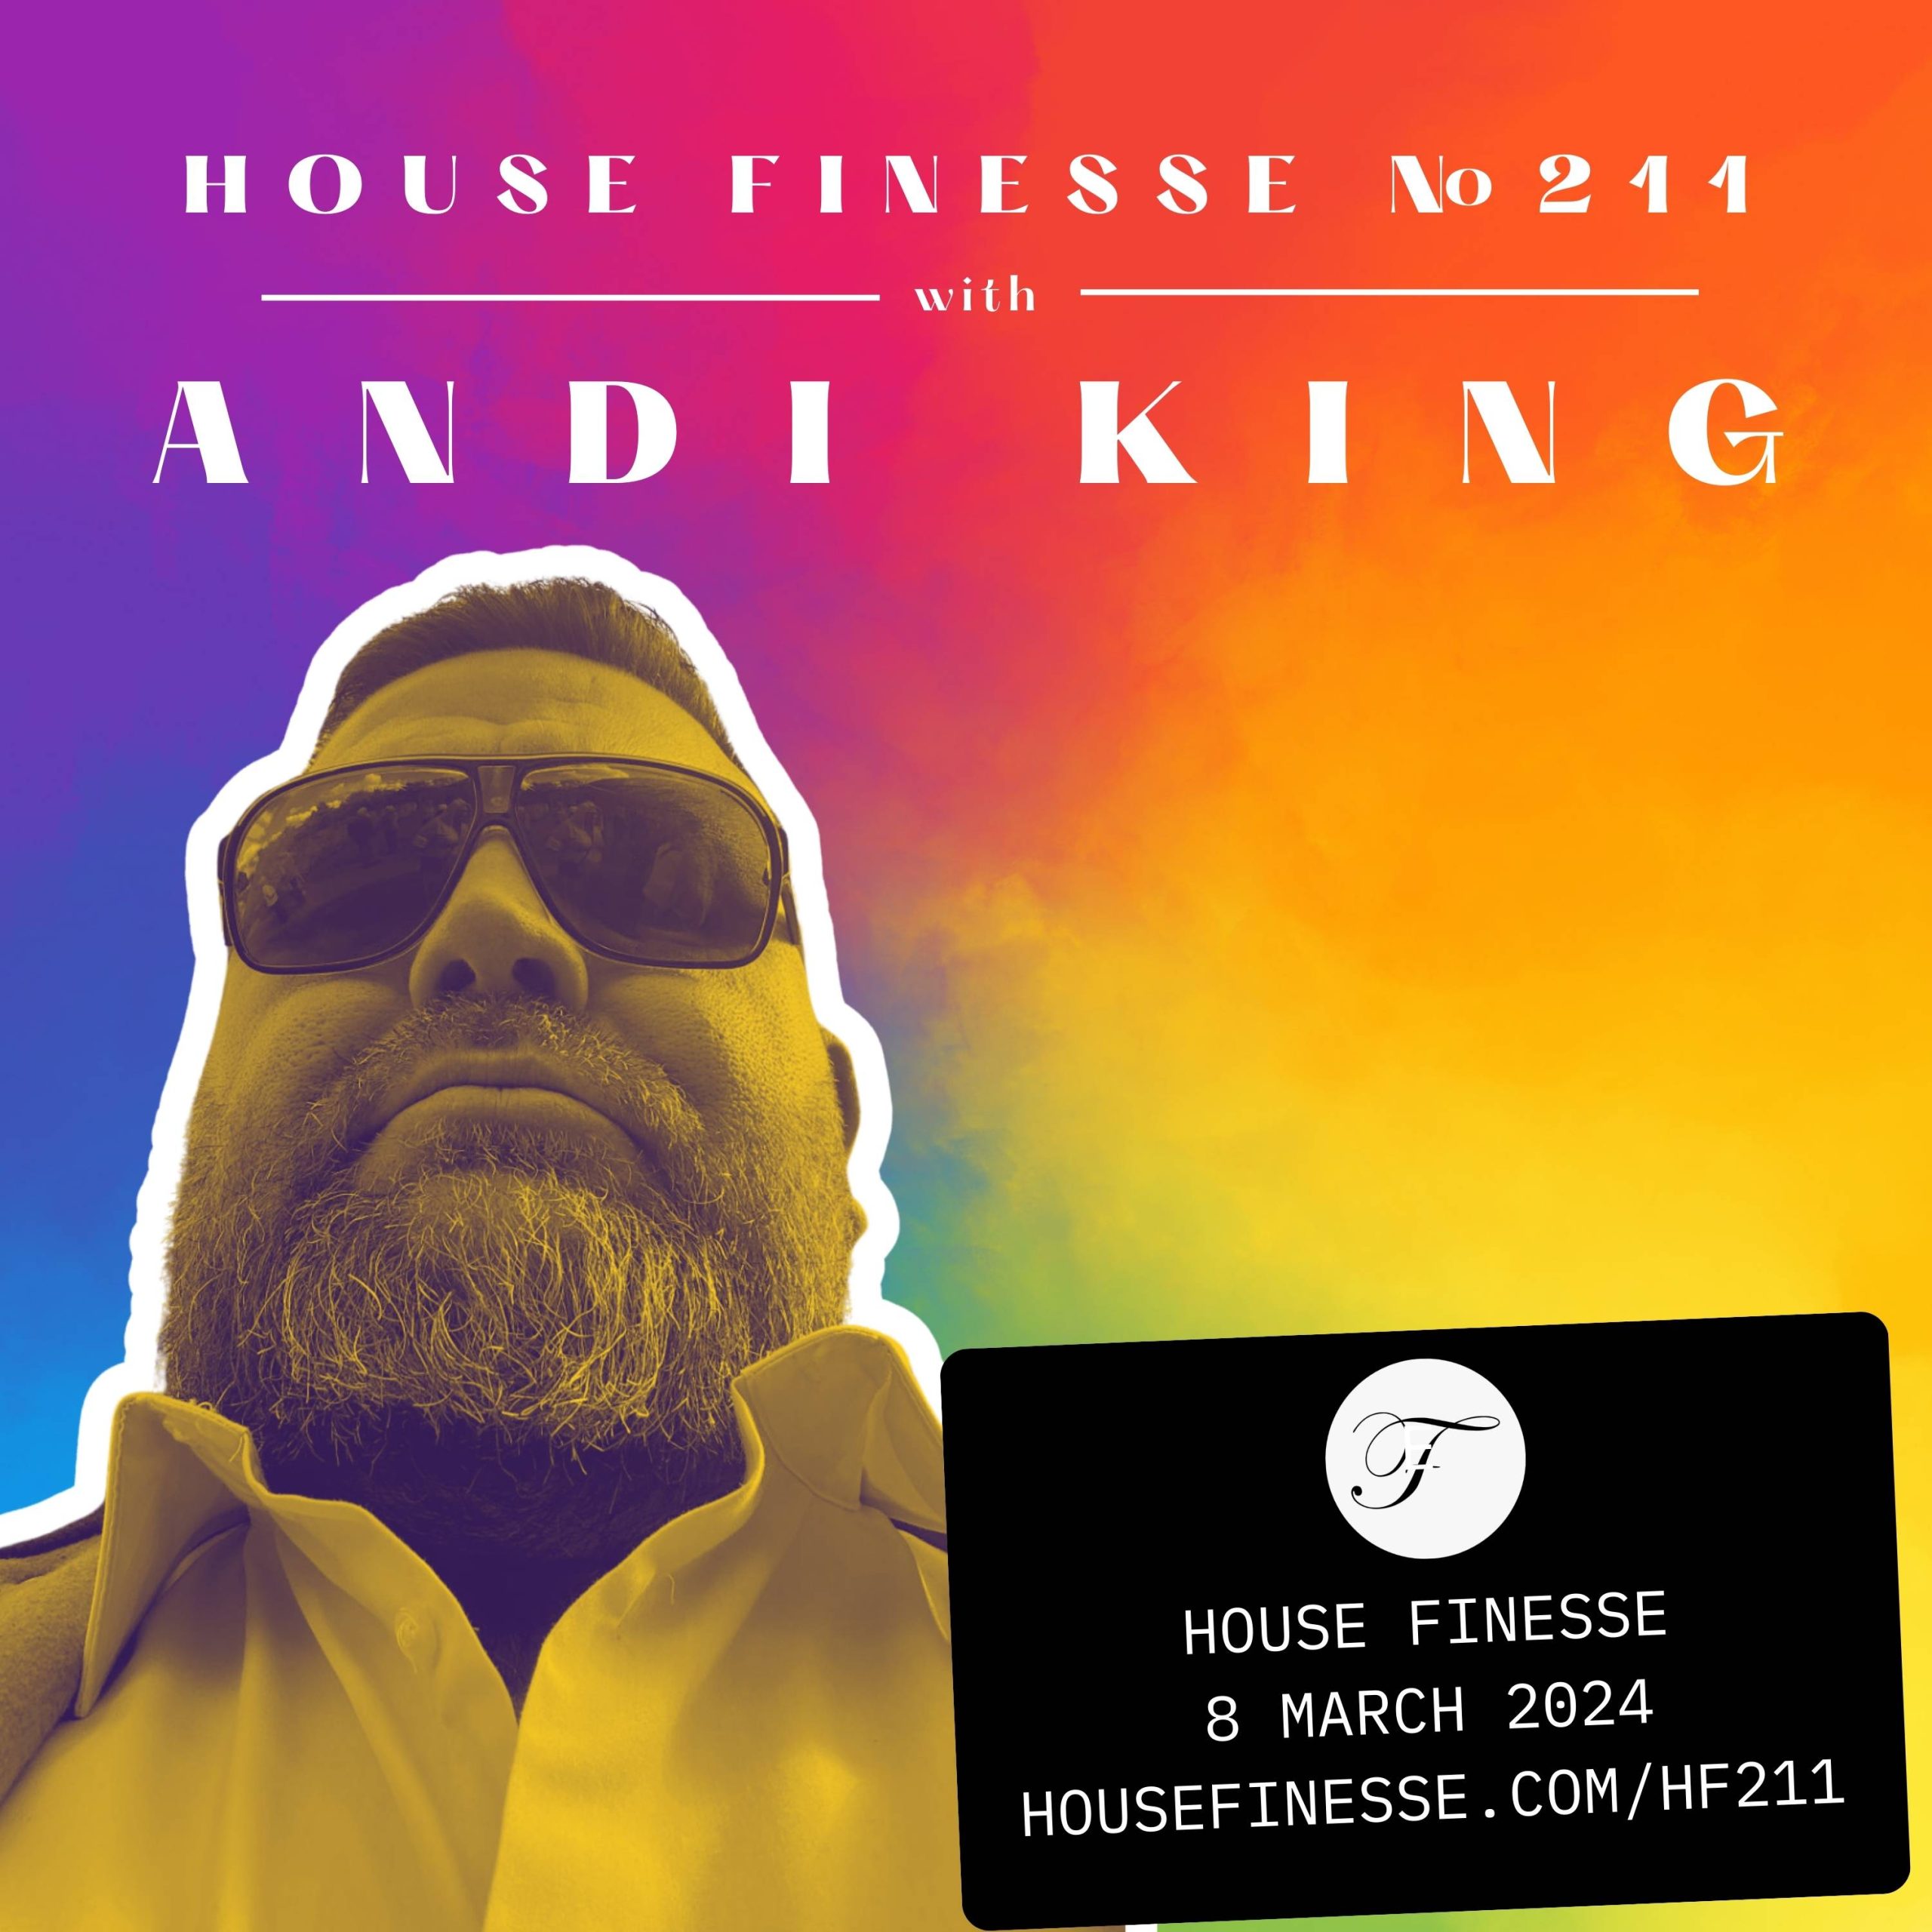 HOUSE FINESSE No 211
with
ANDI KING
HOUSE FINESSE
8 MARCH 2024
HOUSEFINESSE.COM/HF211